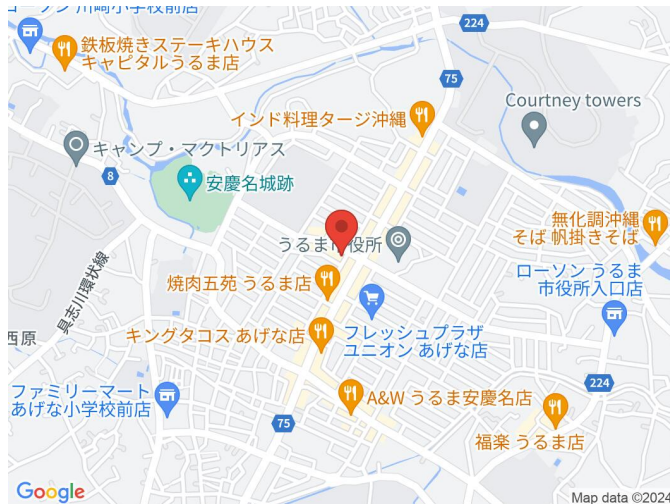 ローソン 川崎小学校前店
鉄板焼きステーキハウス
キャピタルうるま店
224
75
インド料理タージ沖縄
Courtney towers
キャンプ・マクトリアス
8
安慶名城跡
うるま市役所
無化調沖縄
そば 帆掛きそば
焼肉五苑 うるま店
ローソン うるま
市役所入口店
具志川環状線
西原
キングタコス あげな店
フレッシュプラザ
ユニオン あげな店
ファミリーマート
あげな小学校前店
A&W うるま安慶名店
224
75
福楽 うるま店
Google
Map data ©2024